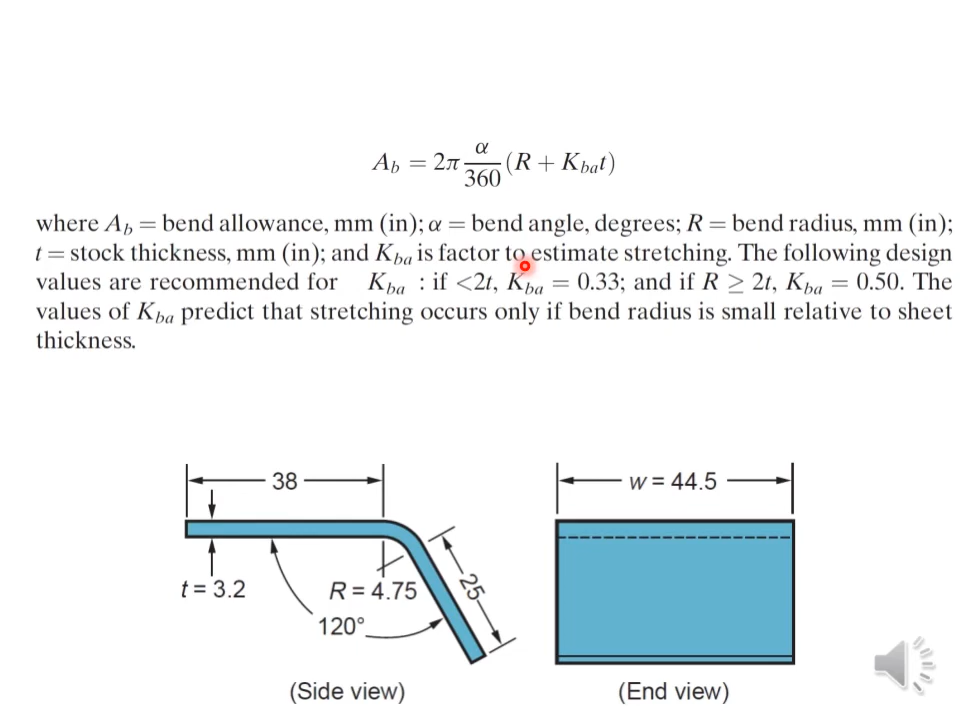 A_b = 2π α/360 (R + K_ba t)
where A_b = bend allowance, mm (in); α = bend angle, degrees; R = bend radius, mm (in);
t = stock thickness, mm (in); and K_ba is factor to estimate stretching. The following design
values are recommended for K_ba : if <2t, K_ba = 0.33; and if R ≥ 2t, K_ba = 0.50. The
values of K_ba predict that stretching occurs only if bend radius is small relative to sheet
thickness.
38
w = 44.5
t = 3.2
R = 4.75
25
120°
(Side view)
(End view)